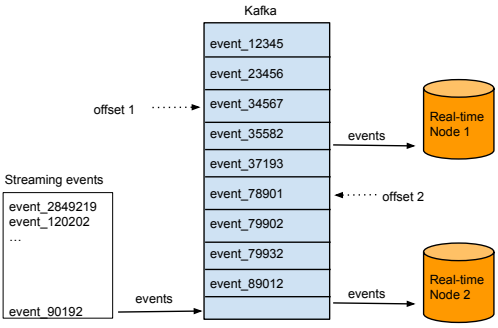 Kafka
event_12345
event_23456
offset 1
event_34567
Real-time
Node 1
event_35582
events
event_37193
Streaming events
event_78901
offset 2
event_2849219
event_120202
…
event_79902
event_79932
event_89012
Real-time
Node 2
events
events
event_90192